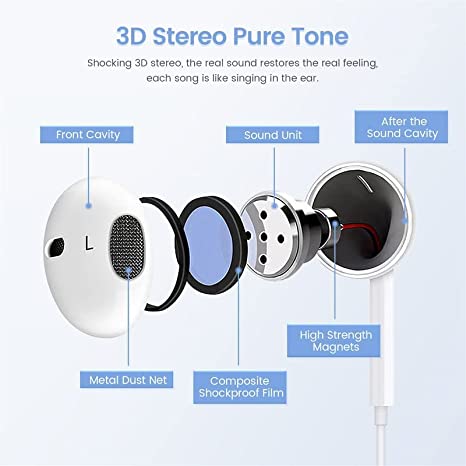 3D Stereo Pure Tone
Shocking 3D stereo, the real sound restores the real feeling,
each song is like singing in the ear.
Front Cavity
Sound Unit
After the
Sound Cavity
L
High Strength
Magnets
Metal Dust Net
Composite
Shockproof Film